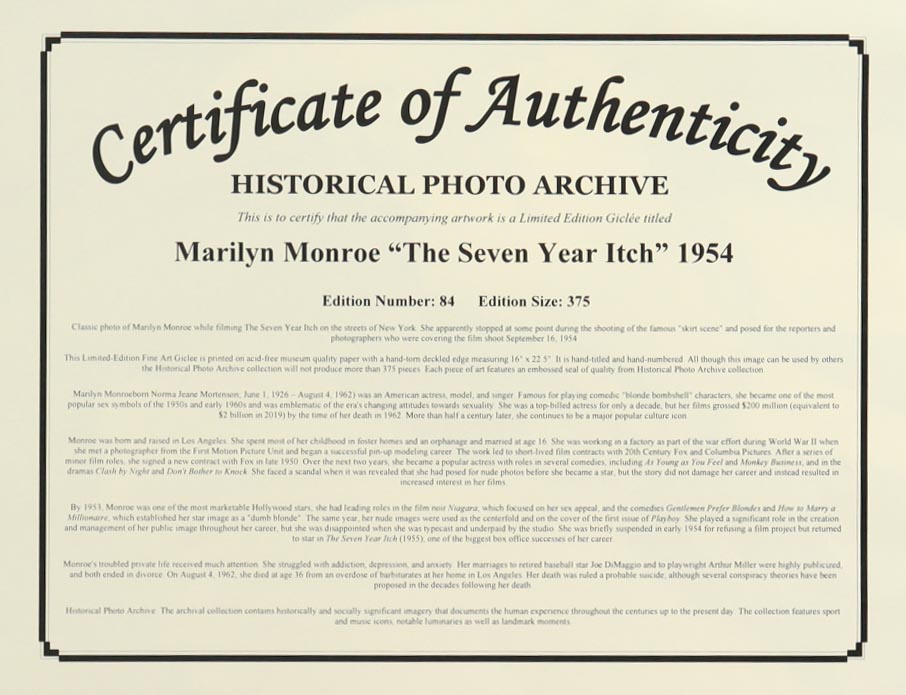 Certificate of Authenticity
HISTORICAL PHOTO ARCHIVE
This is to certify that the accompanying artwork is a Limited Edition Giclée titled
Marilyn Monroe “The Seven Year Itch” 1954
Edition Number: 84 Edition Size: 375
Classic photo of Marilyn Monroe while filming The Seven Year Itch on the streets of New York. She apparently stopped at some point during the shooting of the famous "skirt scene" and posed for the reporters and
photographers who were covering the film shoot September 16, 1954
This Limited-Edition Fine Art Giclee is printed on acid-free museum quality paper with a hand-torn deckled edge measuring 16" x 22.5". It is hand-titled and hand-numbered. All though this image can be used by others
the Historical Photo Archive collection will not produce more than 375 pieces. Each piece of art features an embossed seal of quality from Historical Photo Archive collection.
Marilyn Monroeborn Norma Jeane Mortenson; June 1, 1926 – August 4, 1962) was an American actress, model, and singer. Famous for playing comedic "blonde bombshell" characters, she became one of the most
popular sex symbols of the 1950s and early 1960s and was emblematic of the era's changing attitudes towards sexuality. She was a top-billed actress for only a decade, but her films grossed $200 million (equivalent to
$2 billion in 2019) by the time of her death in 1962. More than half a century later, she continues to be a major popular culture icon.
Monroe was born and raised in Los Angeles. She spent most of her childhood in foster homes and an orphanage and married at age 16. She was working in a factory as part of the war effort during World War II when
she met a photographer from the First Motion Picture Unit and began a successful pin-up modeling career. The work led to short-lived film contracts with 20th Century Fox and Columbia Pictures. After a series of
minor film roles, she signed a new contract with Fox in late 1950. Over the next two years, she became a popular actress with roles in several comedies, including As Young as You Feel and Monkey Business, and in the
dramas Clash by Night and Don't Bother to Knock. She faced a scandal when it was revealed that she had posed for nude photos before she became a star, but the story did not damage her career and instead resulted in
increased interest in her films.
By 1953, Monroe was one of the most marketable Hollywood stars, she had leading roles in the film noir Niagara, which focused on her sex appeal, and the comedies Gentlemen Prefer Blondes and How to Marry a
Millionaire, which established her star image as a "dumb blonde". The same year, her nude images were used as the centerfold and on the cover of the first issue of Playboy. She played a significant role in the creation
and management of her public image throughout her career, but she was disappointed when she was typecast and underpaid by the studio. She was briefly suspended in early 1954 for refusing a film project but returned
to star in The Seven Year Itch (1955), one of the biggest box office successes of her career.
Monroe's troubled private life received much attention. She struggled with addiction, depression, and anxiety. Her marriages to retired baseball star Joe DiMaggio and to playwright Arthur Miller were highly publicized,
and both ended in divorce. On August 4, 1962, she died at age 36 from an overdose of barbiturates at her home in Los Angeles. Her death was ruled a probable suicide, although several conspiracy theories have been
proposed in the decades following her death.
Historical Photo Archive. The archival collection contains historically and socially significant imagery that documents the human experience throughout the centuries up to the present day. The collection features sport
and music icons, notable luminaries as well as landmark moments.